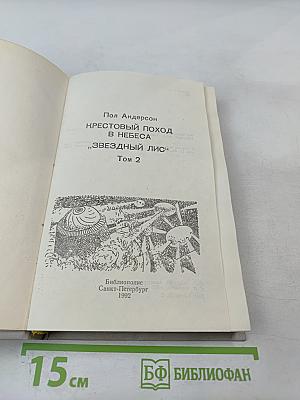 Пол Андерсон
КРЕСТОВЫЙ ПОХОД
В НЕБЕСА
„ЗВЕЗДНЫЙ ЛИС“
Том 2
Библиополис
Санкт-Петербург
1992
15 см
БФ БИБЛИОФАН